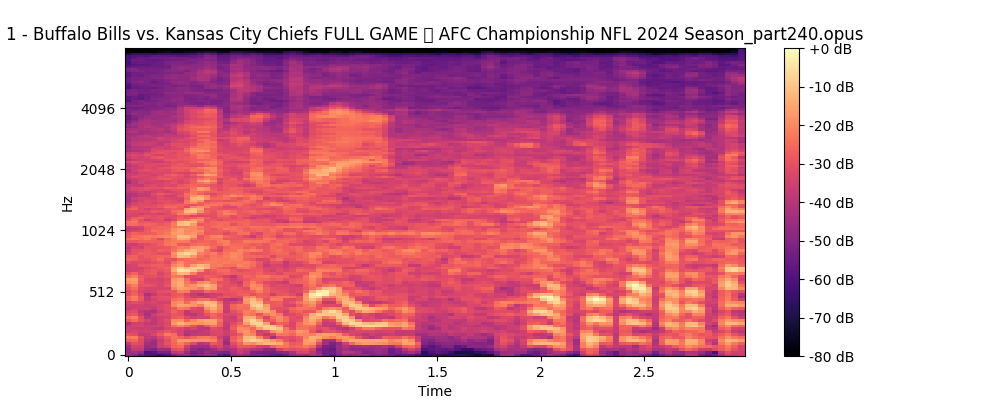 1 - Buffalo Bills vs. Kansas City Chiefs FULL GAME ▯ AFC Championship NFL 2024 Season_part240.opus
+0 dB
4096
-10 dB
-20 dB
2048
-30 dB
Hz
1024
-40 dB
-50 dB
512
-60 dB
-70 dB
0
-80 dB
0 0.5 1 1.5 2 2.5
Time